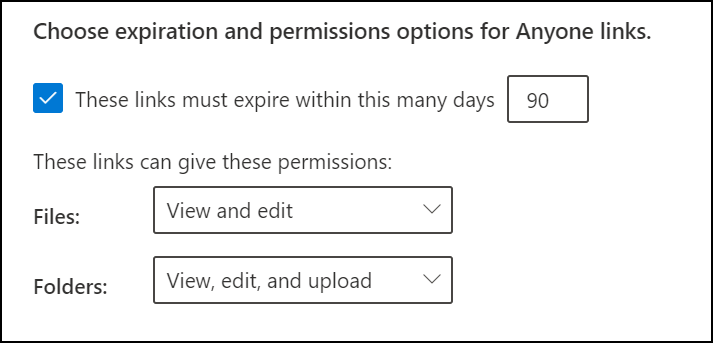 Choose expiration and permissions options for Anyone links.
These links must expire within this many days 90
These links can give these permissions:
Files: View and edit
Folders: View, edit, and upload